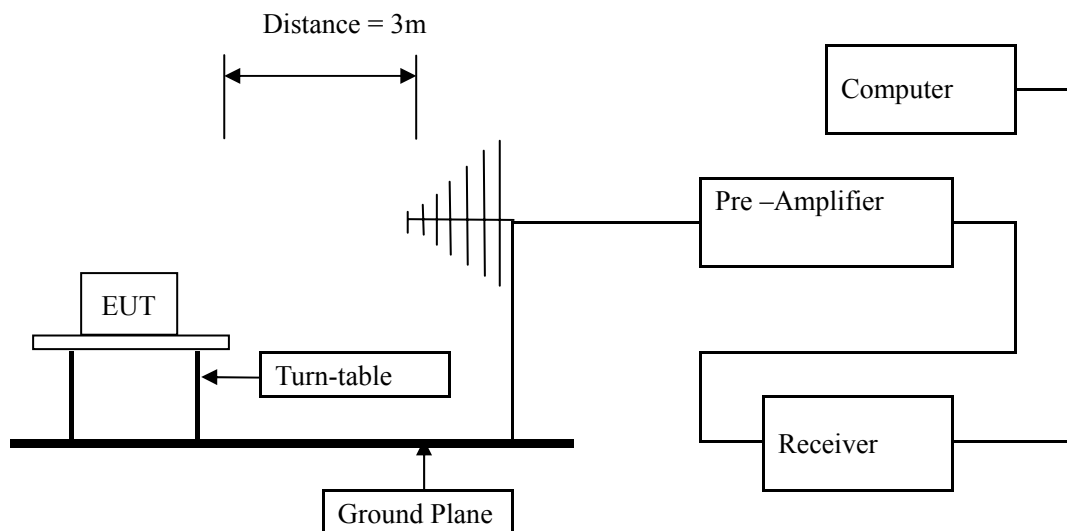 Distance = 3m
Computer
Pre –Amplifier
EUT
Turn-table
Receiver
Ground Plane